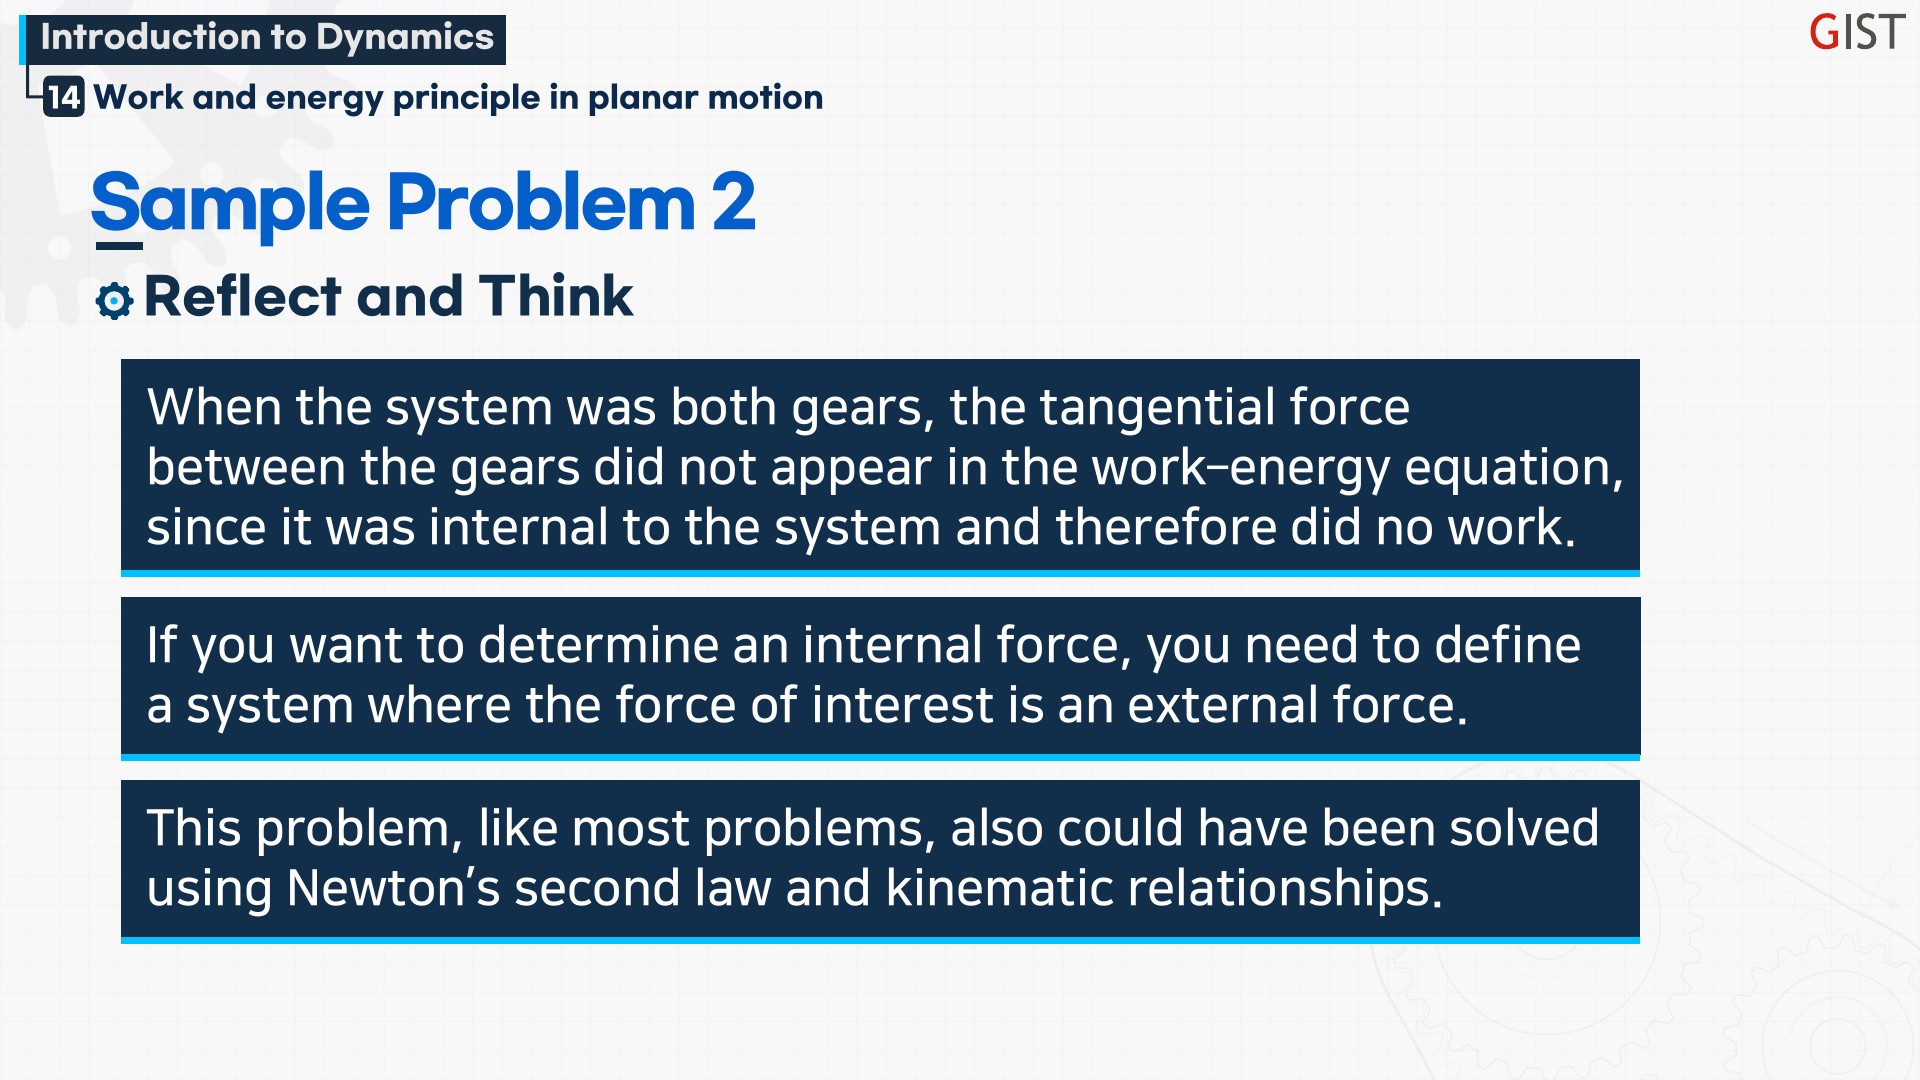 Introduction to Dynamics
GIST
14 Work and energy principle in planar motion
Sample Problem 2
Reflect and Think
When the system was both gears, the tangential force
between the gears did not appear in the work–energy equation,
since it was internal to the system and therefore did no work.
If you want to determine an internal force, you need to define
a system where the force of interest is an external force.
This problem, like most problems, also could have been solved
using Newton’s second law and kinematic relationships.